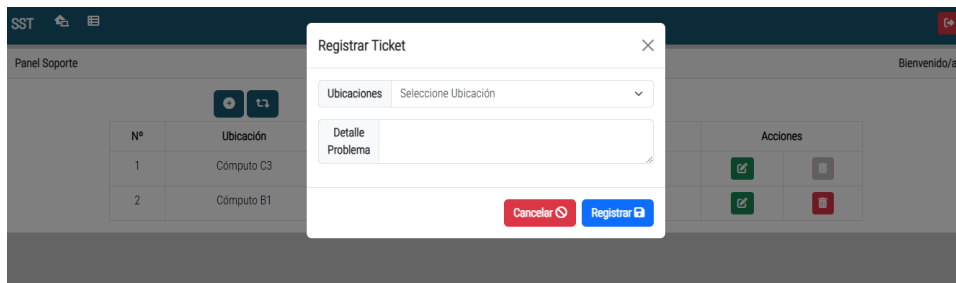 SST
Registrar Ticket
Panel Soporte
Bienvenido/a
Ubicaciones Seleccione Ubicación
Detalle
Problema
Nº Ubicación Acciones
1 Cómputo C3
2 Cómputo B1
Cancelar Registrar